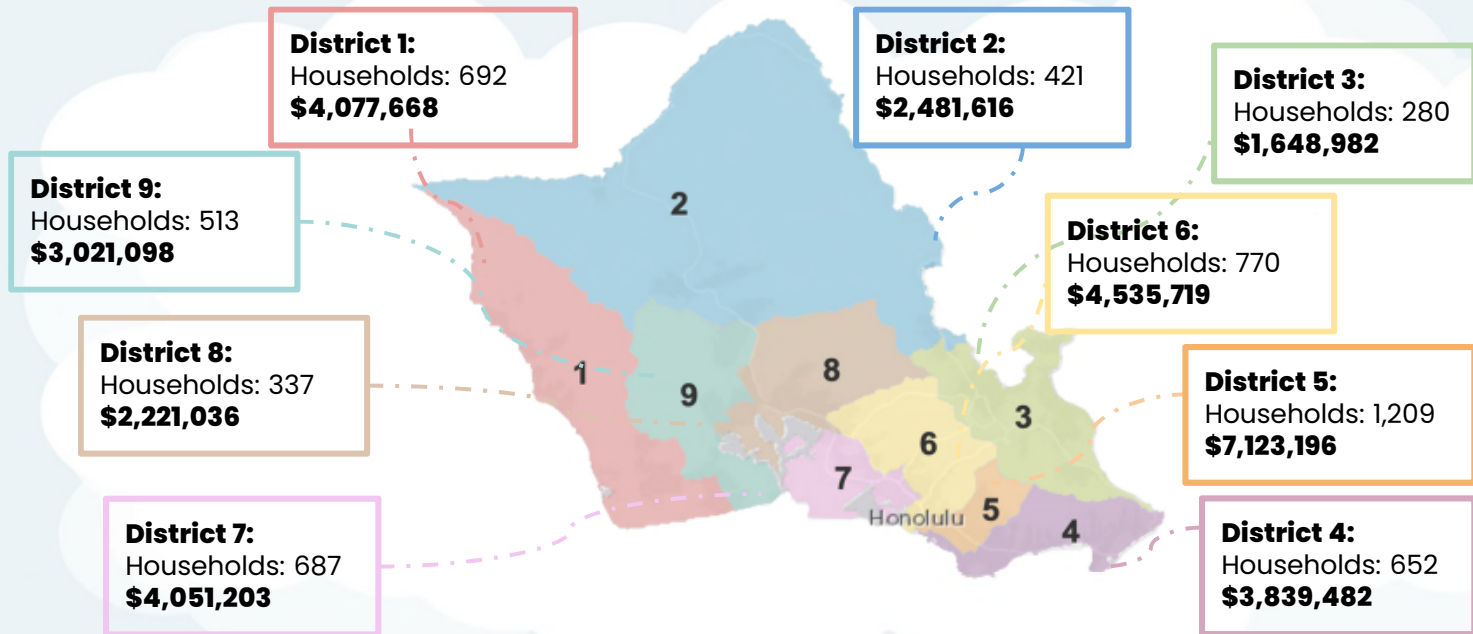 District 1:
Households: 692
$4,077,668
District 2:
Households: 421
$2,481,616
District 3:
Households: 280
$1,648,982
District 9:
Households: 513
$3,021,098
District 6:
Households: 770
$4,535,719
District 8:
Households: 337
$2,221,036
District 5:
Households: 1,209
$7,123,196
District 7:
Households: 687
$4,051,203
District 4:
Households: 652
$3,839,482
2
1
8
9
3
6
7
5
Honolulu
4